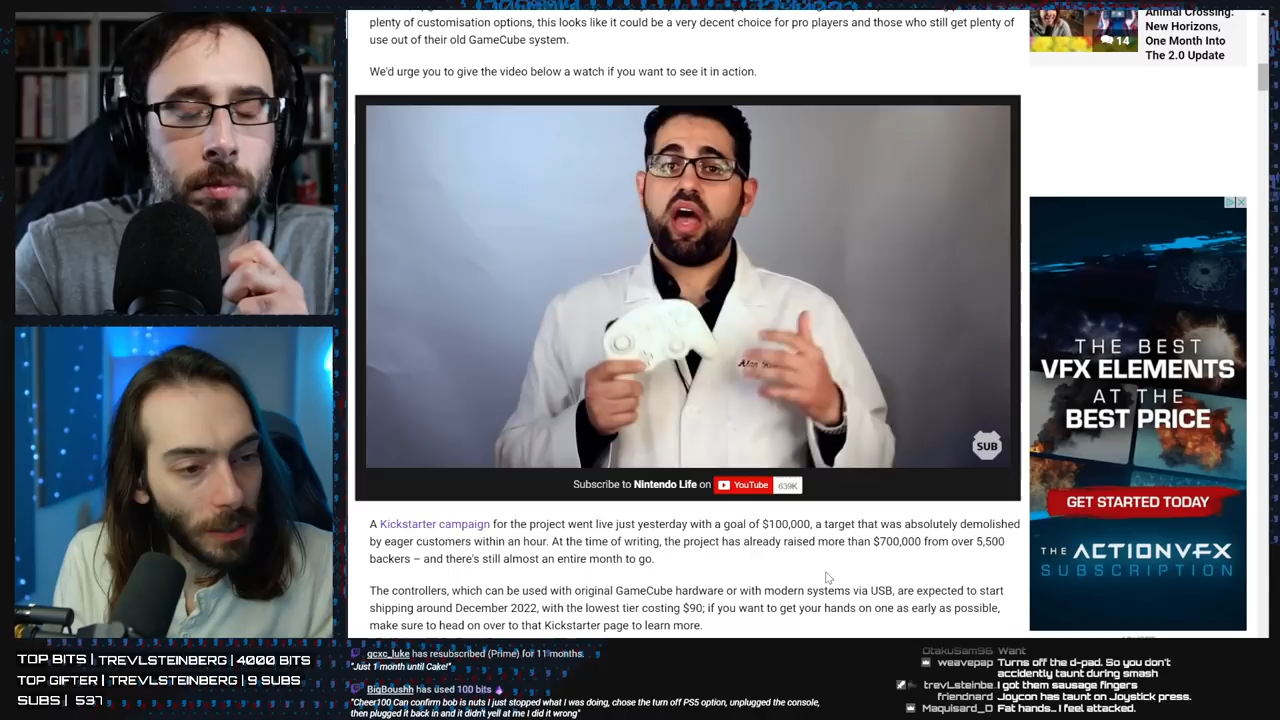 plenty of customisation options, this looks like it could be a very decent choice for pro players and those who still get plenty of
use out of their old GameCube system.
We'd urge you to give the video below a watch if you want to see it in action.
SUB
Subscribe to Nintendo Life on YouTube 639K
A Kickstarter campaign for the project went live just yesterday with a goal of $100,000, a target that was absolutely demolished
by eager customers within an hour. At the time of writing, the project has already raised more than $700,000 from over 5,500
backers – and there's still almost an entire month to go.
The controllers, which can be used with original GameCube hardware or with modern systems via USB, are expected to start
shipping around December 2022, with the lowest tier costing $90; if you want to get your hands on one as early as possible,
make sure to head on over to that Kickstarter page to learn more.
Animal Crossing:
New Horizons,
One Month Into
The 2.0 Update
14
THE BEST
VFX ELEMENTS
AT THE
BEST PRICE
GET STARTED TODAY
THE ACTIONVFX
SUBSCRIPTION
TOP BITS | TREVLSTEINBERG | 4000 BITS
TOP GIFTER | TREVLSTEINBERG | 9 SUBS
SUBS | 537
gcxc_luke has resubscribed (Prime) for 11 months.
"Just 1 month until Cake!"
BigBoushh has used 100 bits
"Cheer100 Can confirm bob is nuts I just stopped what I was doing, chose the turn off PS5 option, unplugged the console,
then plugged it back in and it didn't yell at me i did it wrong"
OtakuSam96 Want
weavepap Turns off the d-pad. So you don't
accidently taunt during smash
trevLsteinbe I got them sausage fingers
friendnard Joycon has taunt on Joystick press.
Maquisard_D Fat hands... I feel attacked.